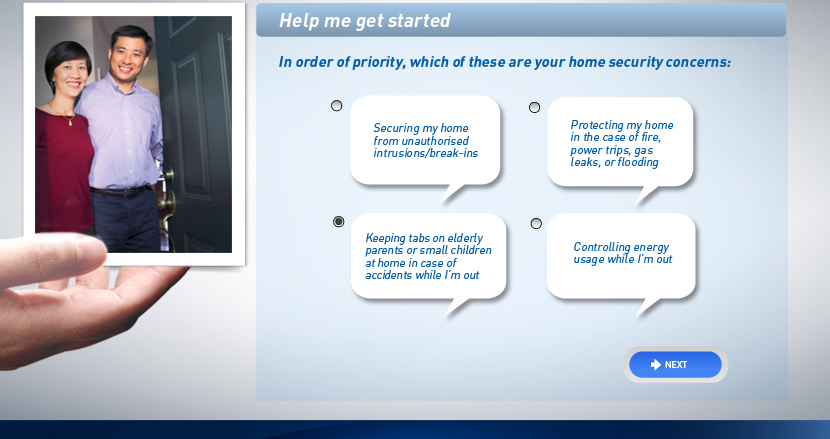 Help me get started
In order of priority, which of these are your home security concerns:
Securing my home
from unauthorised
intrusions/break-ins
Protecting my home
in the case of fire,
power trips, gas
leaks, or flooding
Keeping tabs on elderly
parents or small children
at home in case of
accidents while I'm out
Controlling energy
usage while I'm out
NEXT